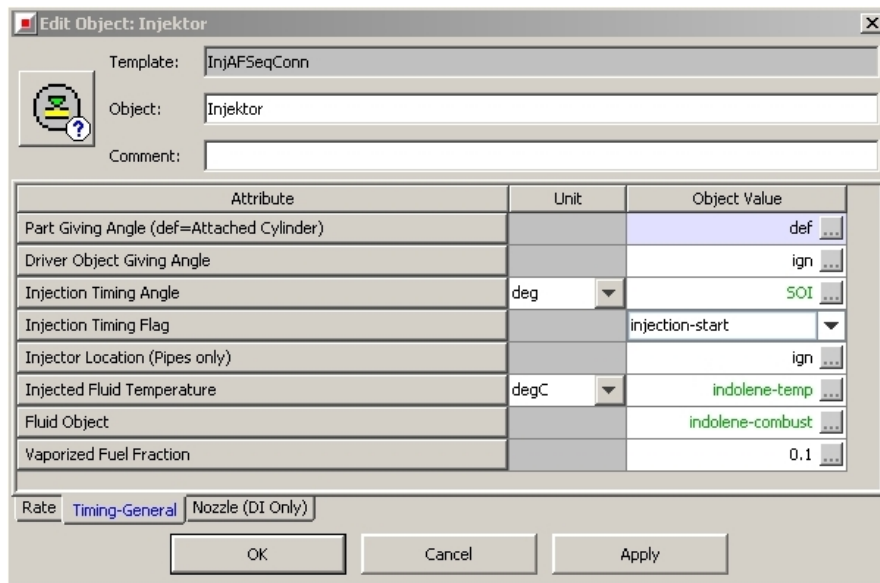 Edit Object: Injektor
Template: InjAFSeqConn
Object: Injektor
Comment:
Attribute Unit Object Value
Part Giving Angle (def=Attached Cylinder) def ...
Driver Object Giving Angle ign ...
Injection Timing Angle deg SOI ...
Injection Timing Flag injection-start
Injector Location (Pipes only) ign ...
Injected Fluid Temperature degC indolene-temp ...
Fluid Object indolene-combust ...
Vaporized Fuel Fraction 0.1 ...
Rate Timing-General Nozzle (DI Only)
OK Cancel Apply